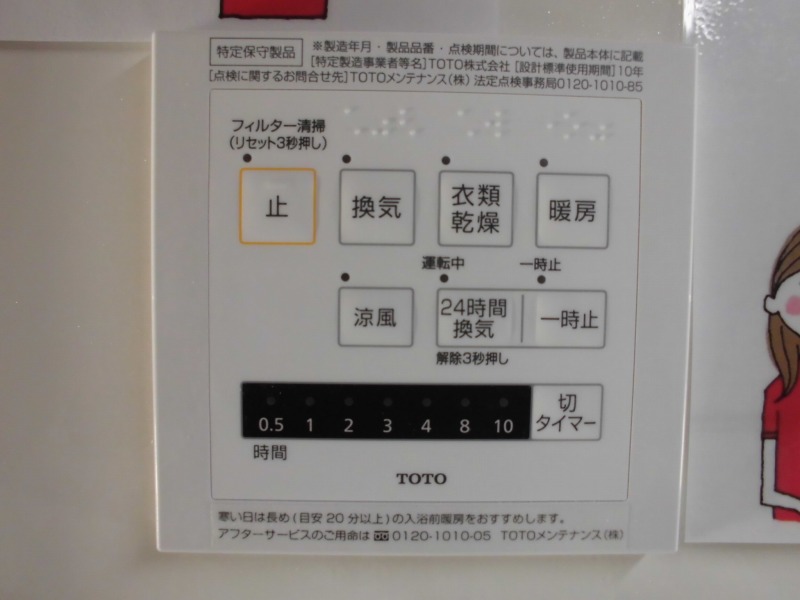 特定保守製品
※製造年月・製品品番・点検期間については、製品本体に記載
[特定製造事業者等名]TOTO株式会社 [設計標準使用期間]10年
[点検に関するお問合せ先]TOTOメンテナンス(株) 法定点検事務局0120-1010-85
フィルター清掃
(リセット3秒押し)
止
換気
衣類
乾燥
暖房
運転中
一時止
涼風
24時間
換気
一時止
解除3秒押し
0.5 1 2 3 4 8 10
切
タイマー
時間
TOTO
寒い日は長め(目安20分以上)の入浴前暖房をおすすめします。
アフターサービスのご用命は 0120-1010-05 TOTOメンテナンス(株)